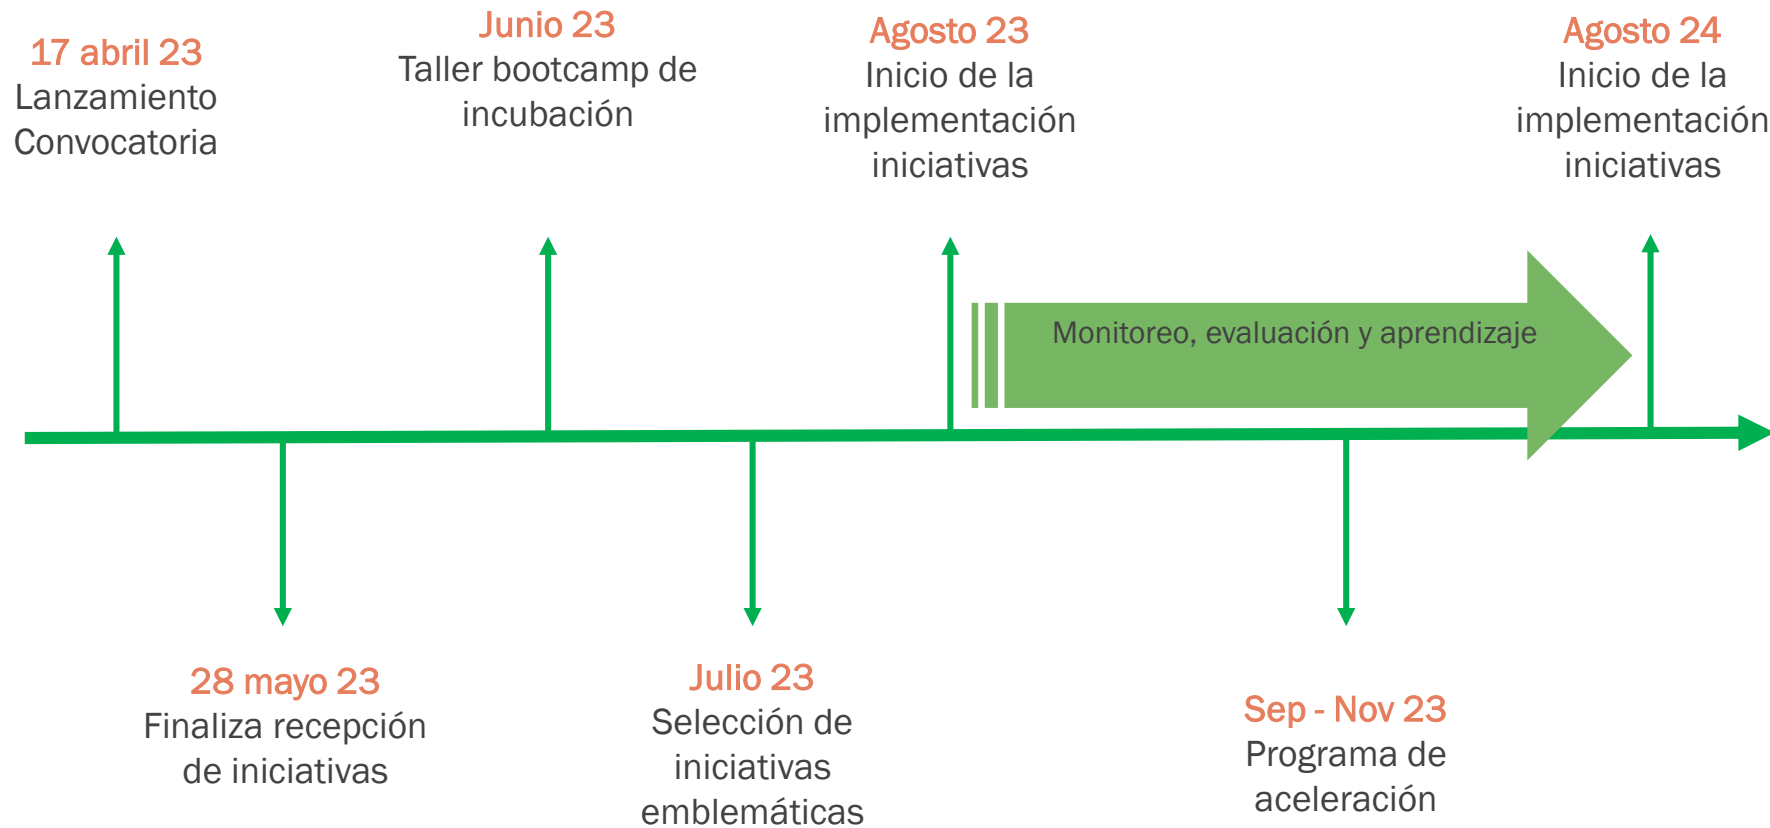 17 abril 23
Lanzamiento
Convocatoria
Junio 23
Taller bootcamp de
incubación
Agosto 23
Inicio de la
implementación
iniciativas
Agosto 24
Inicio de la
implementación
iniciativas
Monitoreo, evaluación y aprendizaje
28 mayo 23
Finaliza recepción
de iniciativas
Julio 23
Selección de
iniciativas
emblemáticas
Sep - Nov 23
Programa de
aceleración